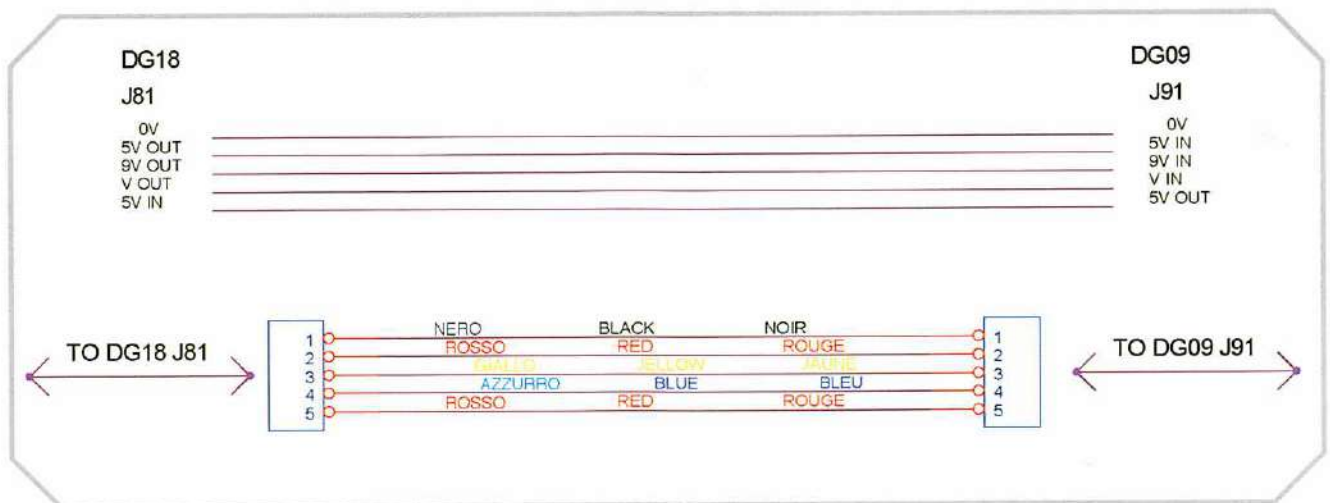 DG18 DG09
J81 J91
0V 0V
5V OUT 5V IN
9V OUT 9V IN
V OUT V IN
5V IN 5V OUT
1 NERO BLACK NOIR 1
2 ROSSO RED ROUGE 2
3 GIALLO JELLOW JAUNE 3
4 AZZURRO BLUE BLEU 4
5 ROSSO RED ROUGE 5
TO DG18 J81 TO DG09 J91